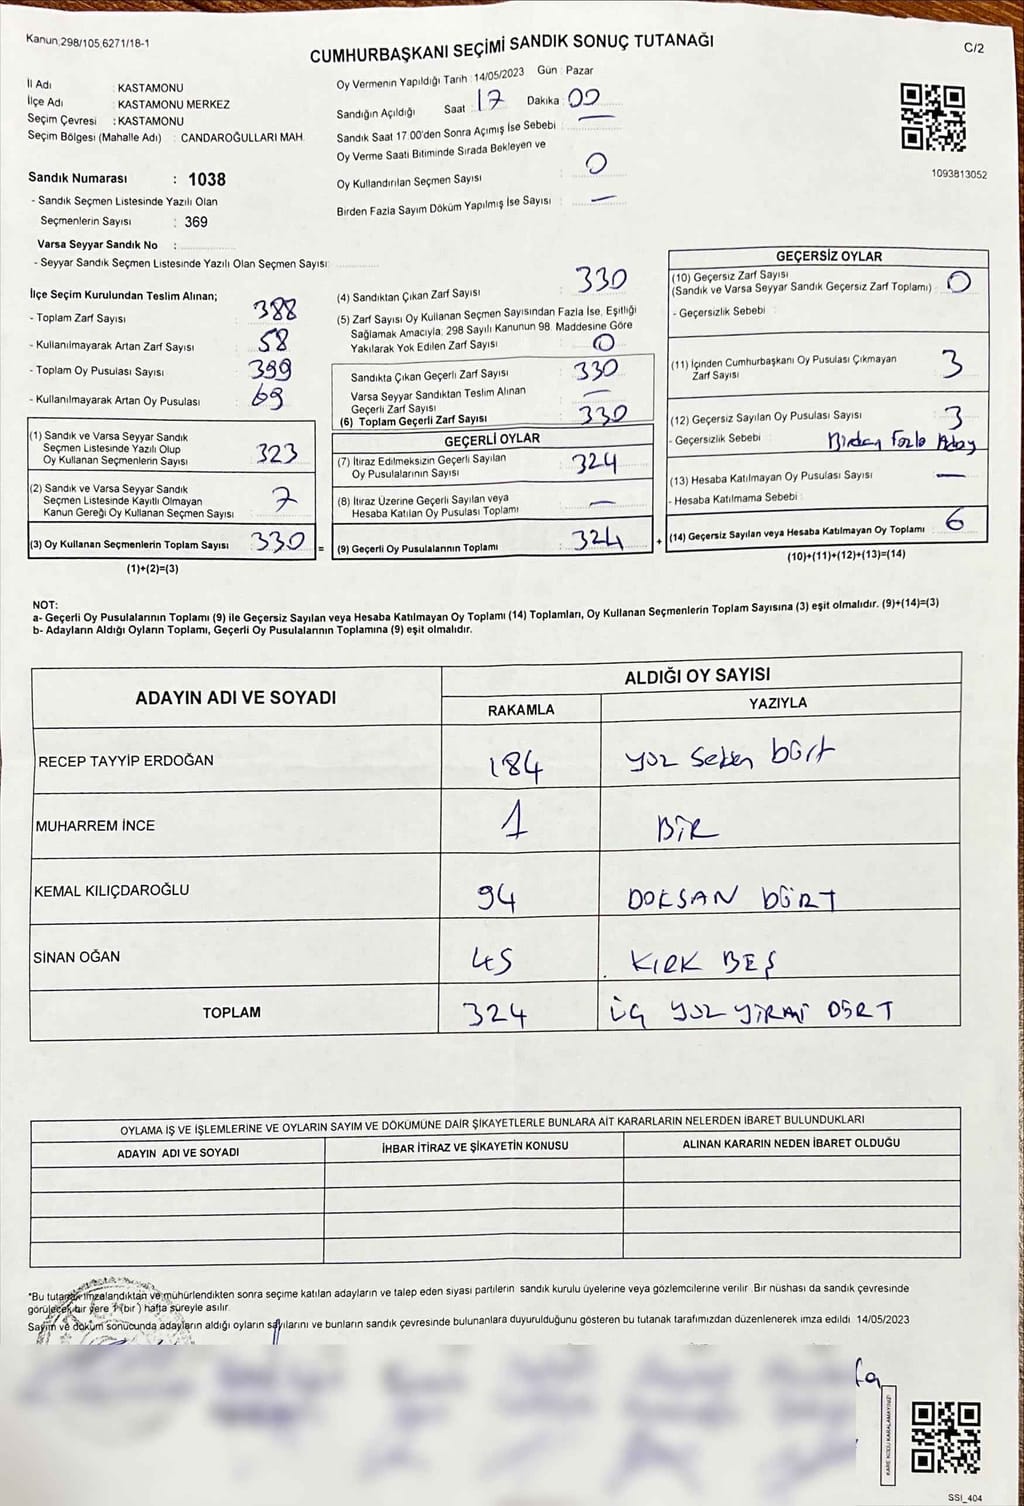 Kanun 298/105,6271/18-1
CUMHURBAŞKANI SEÇİMİ SANDIK SONUÇ TUTANAĞI
C/2
İl Adı : KASTAMONU
İlçe Adı : KASTAMONU MERKEZ
Seçim Çevresi : KASTAMONU
Seçim Bölgesi (Mahalle Adı) : CANDAROĞULLARI MAH.
Oy Vermenin Yapıldığı Tarih : 14/05/2023 Gün : Pazar
Sandığın Açıldığı Saat : 17 Dakika : 00
Sandık Saat 17 00'den Sonra Açımış İse Sebebi : —
Oy Verme Saati Bitiminde Sırada Bekleyen ve
Oy Kullandırılan Seçmen Sayısı : 0
Birden Fazla Sayım Döküm Yapılmış İse Sayısı : —
1093813052
Sandık Numarası : 1038
- Sandık Seçmen Listesinde Yazılı Olan
Seçmenlerin Sayısı : 369
Varsa Seyyar Sandık No :
- Seyyar Sandık Seçmen Listesinde Yazılı Olan Seçmen Sayısı:
İlçe Seçim Kurulundan Teslim Alınan;
- Toplam Zarf Sayısı : 388
- Kullanılmayarak Artan Zarf Sayısı : 58
- Toplam Oy Pusulası Sayısı : 399
- Kullanılmayarak Artan Oy Pusulası : 69
(1) Sandık ve Varsa Seyyar Sandık
Seçmen Listesinde Yazılı Olup
Oy Kullanan Seçmenlerin Sayısı : 323
(2) Sandık ve Varsa Seyyar Sandık
Seçmen Listesinde Kayıtlı Olmayan
Kanun Gereği Oy Kullanan Seçmen Sayısı : 7
(3) Oy Kullanan Seçmenlerin Toplam Sayısı : 330 =
(1)+(2)=(3)
(4) Sandıktan Çıkan Zarf Sayısı : 330
(5) Zarf Sayısı Oy Kullanan Seçmen Sayısından Fazla İse, Eşitliği
Sağlamak Amacıyla, 298 Sayılı Kanunun 98. Maddesine Göre
Yakılarak Yok Edilen Zarf Sayısı : 0
Sandıkta Çıkan Geçerli Zarf Sayısı : 330
Varsa Seyyar Sandıktan Teslim Alınan
Geçerli Zarf Sayısı : —
(6) Toplam Geçerli Zarf Sayısı : 330
GEÇERLİ OYLAR
(7) İtiraz Edilmeksizin Geçerli Sayılan
Oy Pusulalarının Sayısı : 324
(8) İtiraz Üzerine Geçerli Sayılan veya
Hesaba Katılan Oy Pusulası Toplamı : —
(9) Geçerli Oy Pusulalarının Toplamı : 324 +
GEÇERSİZ OYLAR
(10) Geçersiz Zarf Sayısı
(Sandık ve Varsa Seyyar Sandık Geçersiz Zarf Toplamı) : 0
- Geçersizlik Sebebi :
(11) İçinden Cumhurbaşkanı Oy Pusulası Çıkmayan
Zarf Sayısı : 3
(12) Geçersiz Sayılan Oy Pusulası Sayısı : 3
- Geçersizlik Sebebi : Birden Fazla Aday
(13) Hesaba Katılmayan Oy Pusulası Sayısı : —
- Hesaba Katılmama Sebebi :
(14) Geçersiz Sayılan veya Hesaba Katılmayan Oy Toplamı : 6
(10)+(11)+(12)+(13)=(14)
NOT:
a- Geçerli Oy Pusulalarının Toplamı (9) ile Geçersiz Sayılan veya Hesaba Katılmayan Oy Toplamı (14) Toplamları, Oy Kullanan Seçmenlerin Toplam Sayısına (3) eşit olmalıdır. (9)+(14)=(3)
b- Adayların Aldığı Oyların Toplamı, Geçerli Oy Pusulalarının Toplamına (9) eşit olmalıdır.
ADAYIN ADI VE SOYADI
ALDIĞI OY SAYISI
RAKAMLA YAZIYLA
RECEP TAYYİP ERDOĞAN 184 yüz seksen dört
MUHARREM İNCE 1 BİR
KEMAL KILIÇDAROĞLU 94 DOKSAN DÖRT
SİNAN OĞAN 45 KIRK BEŞ
TOPLAM 324 üç yüz yirmi DÖRT
OYLAMA İŞ VE İŞLEMLERİNE VE OYLARIN SAYIM VE DÖKÜMÜNE DAİR ŞİKAYETLERLE BUNLARA AİT KARARLARIN NELERDEN İBARET BULUNDUKLARI
ADAYIN ADI VE SOYADI İHBAR İTİRAZ VE ŞİKAYETİN KONUSU ALINAN KARARIN NEDEN İBARET OLDUĞU
*Bu tutanak imzalandıktan ve mühürlendikten sonra seçime katılan adayların ve talep eden siyasi partilerin sandık kurulu üyelerine veya gözlemcilerine verilir Bir nüshası da sandık çevresinde
görülecek bir yere 1 (bir) hafta süreyle asılır.
Sayım ve döküm sonucunda adayların aldığı oyların sayılarını ve bunların sandık çevresinde bulunanlara duyurulduğunu gösteren bu tutanak tarafımızdan düzenlenerek imza edildi 14/05/2023
KARE KODU KARALAMAYINIZ!
SSI_404